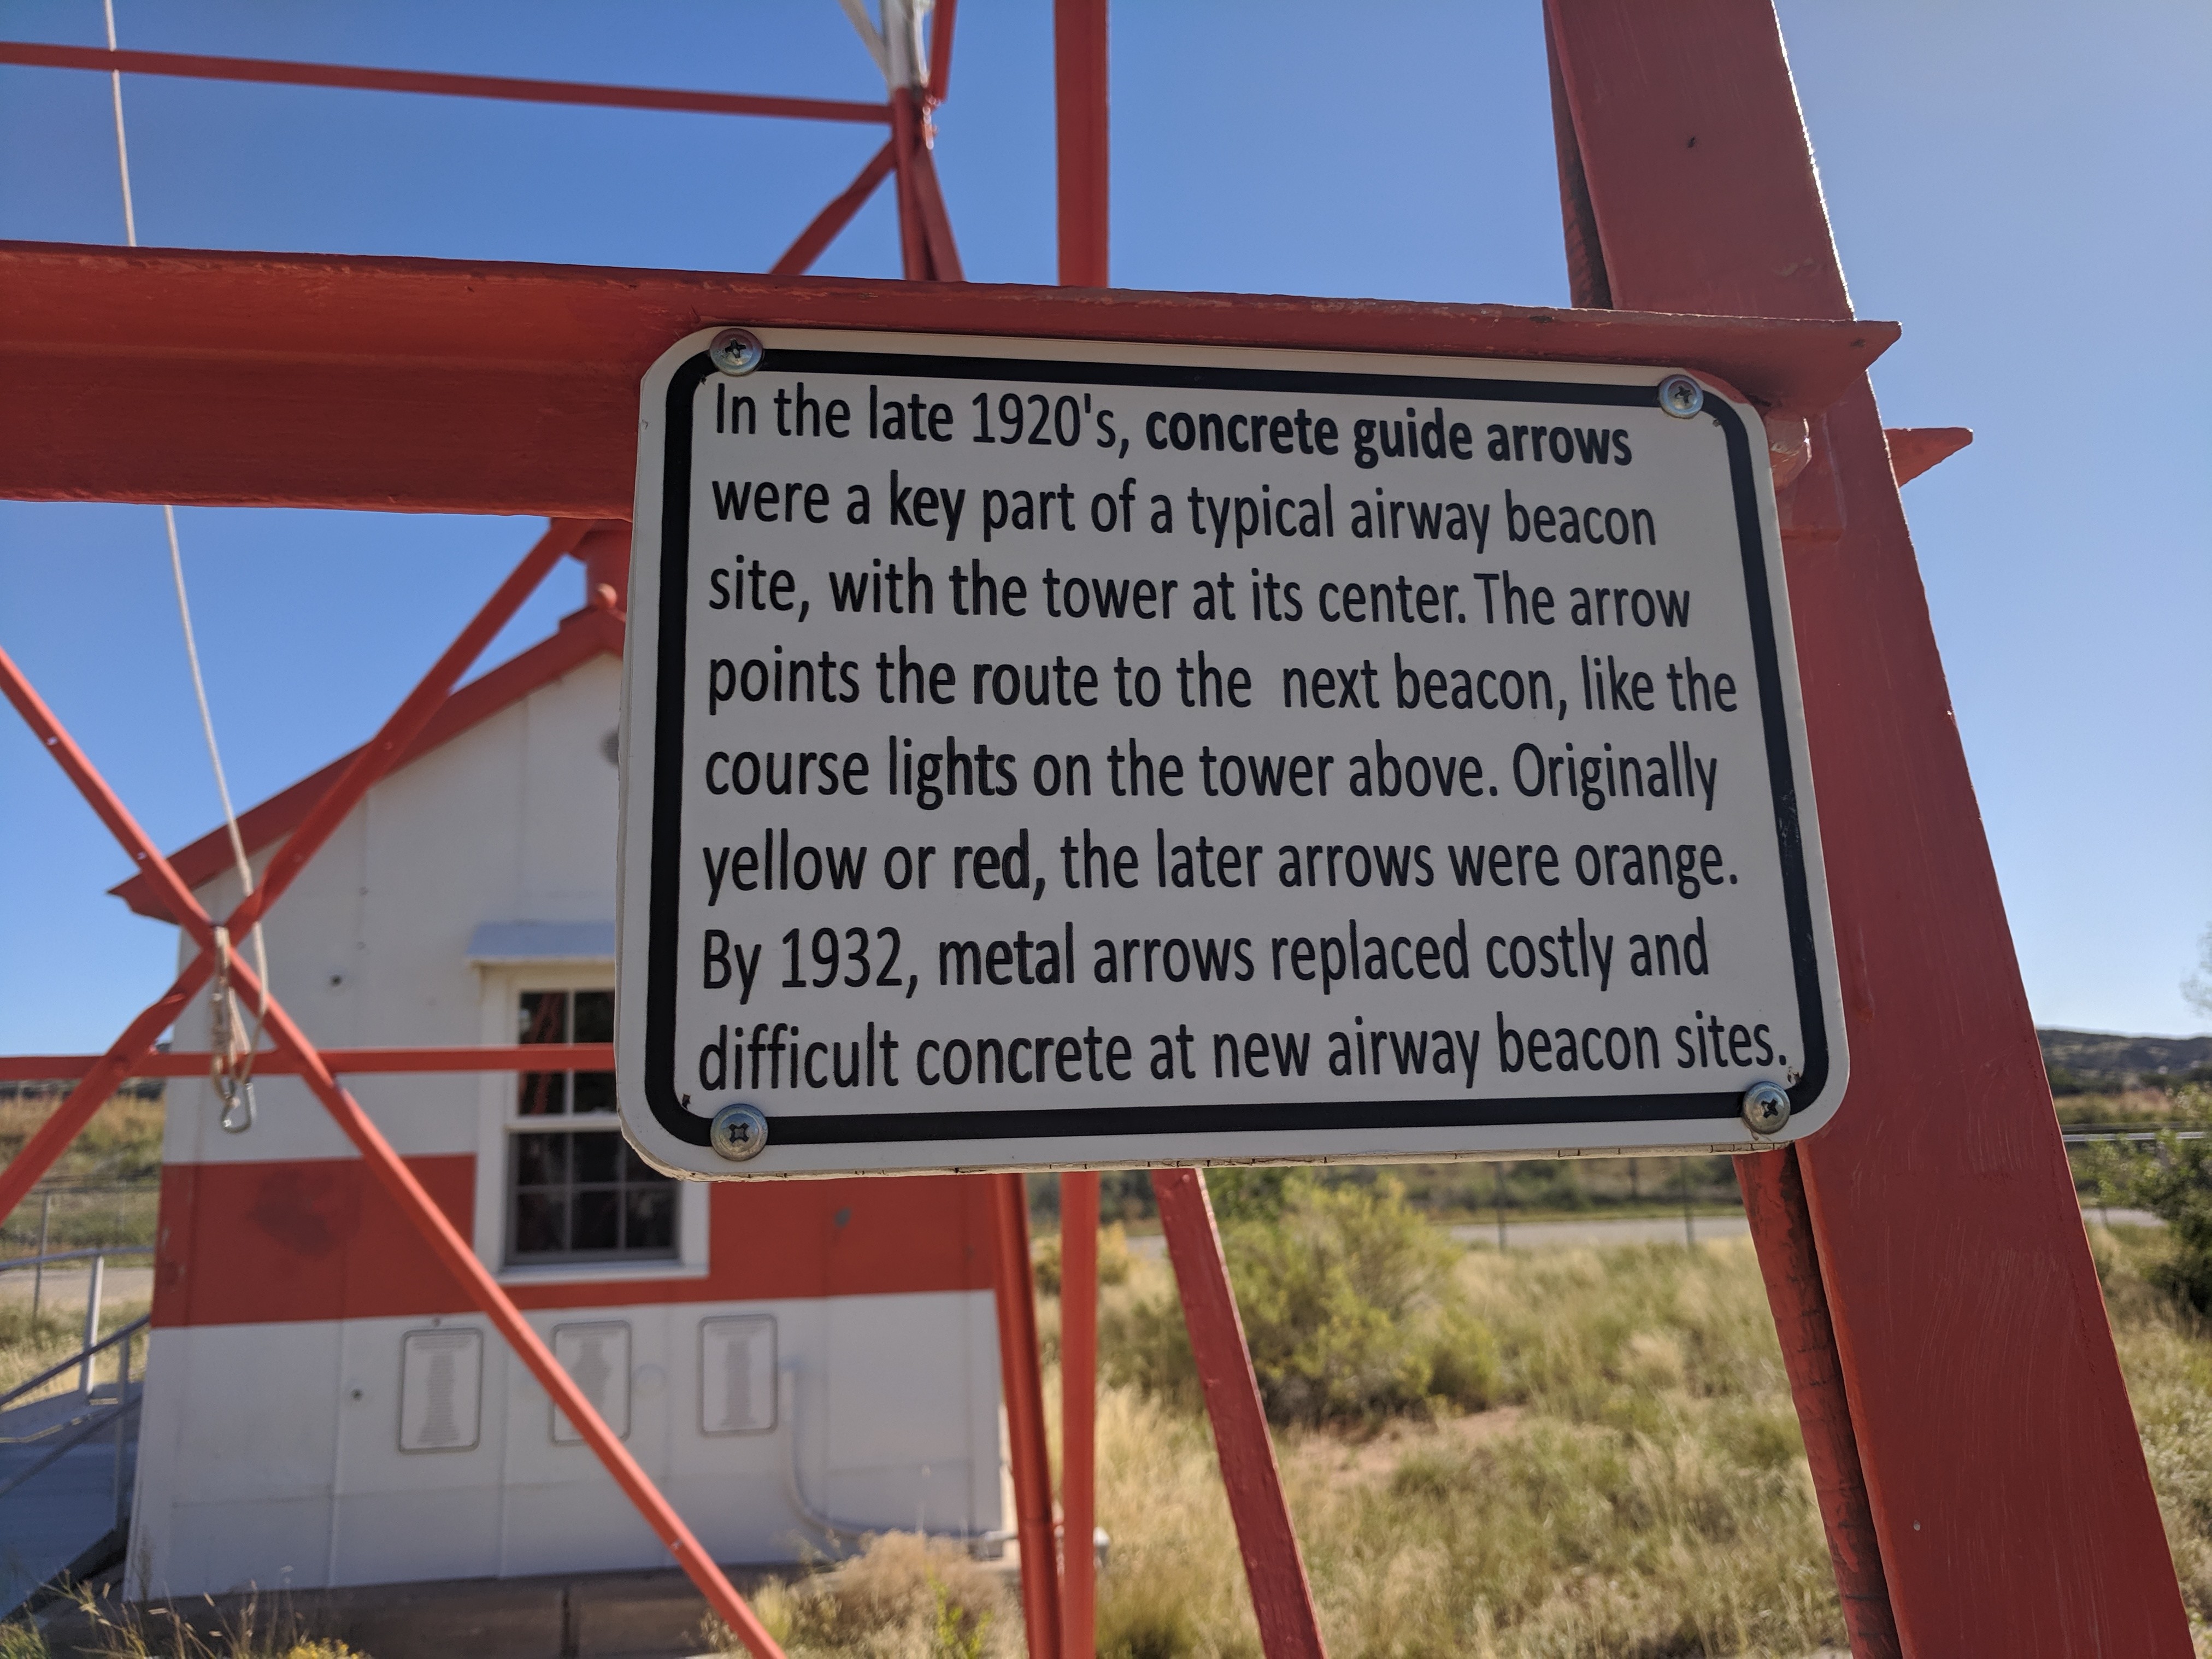 In the late 1920's, concrete guide arrows
were a key part of a typical airway beacon
site, with the tower at its center. The arrow
points the route to the  next beacon, like the
course lights on the tower above. Originally
yellow or red, the later arrows were orange.
By 1932, metal arrows replaced costly and
difficult concrete at new airway beacon sites.